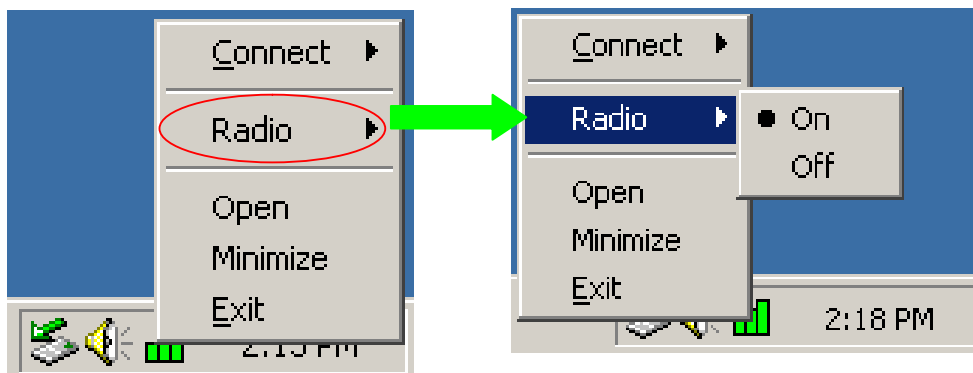 Connect
Radio
Open
Minimize
Exit
Connect
Radio
On
Off
Open
Minimize
Exit
2:18 PM